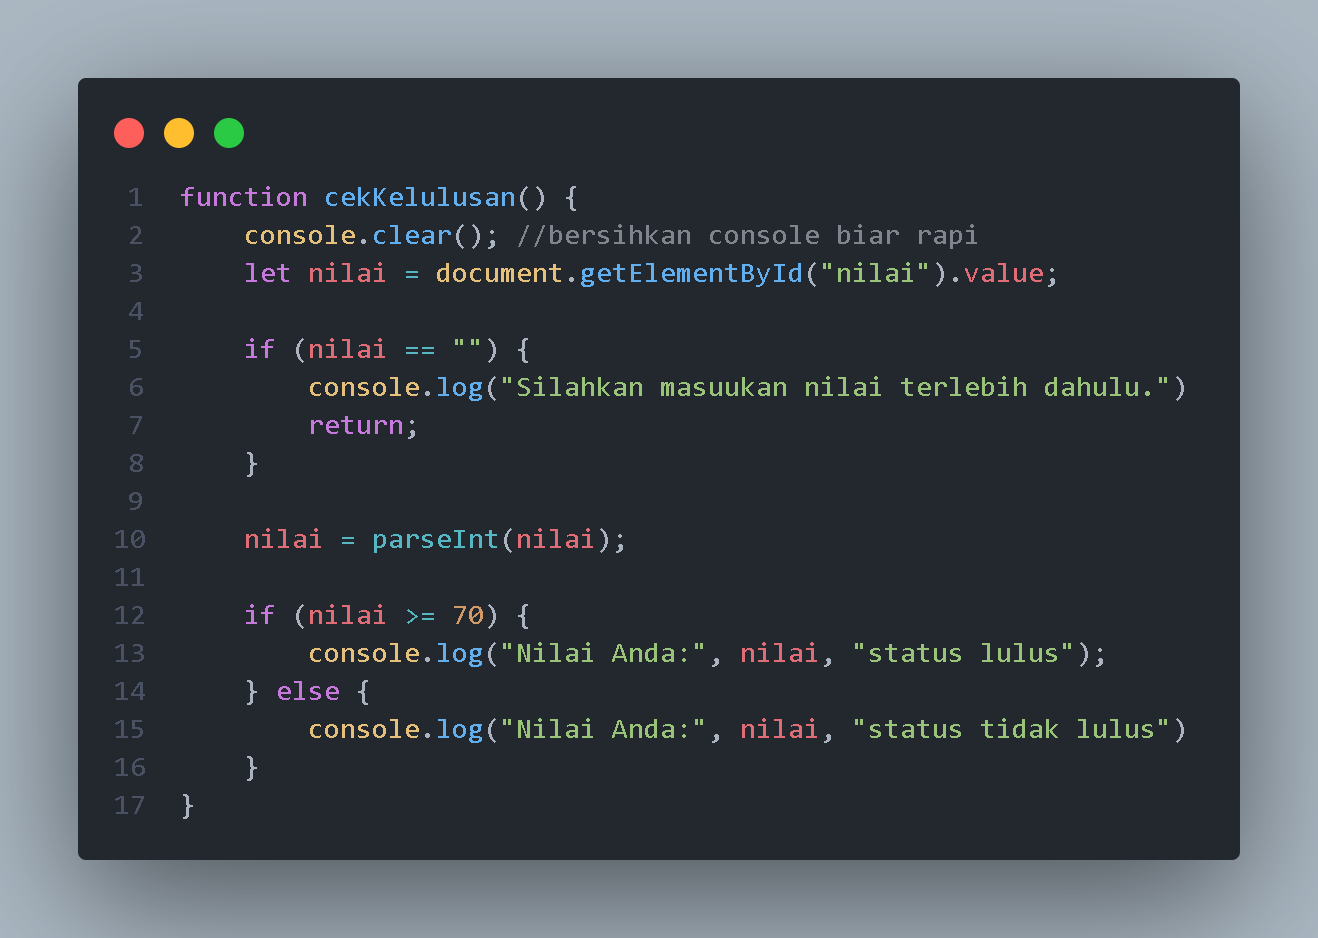 1 function cekKelulusan() {
2     console.clear(); //bersihkan console biar rapi
3     let nilai = document.getElementById("nilai").value;
4
5     if (nilai == "") {
6         console.log("Silahkan masuukan nilai terlebih dahulu.")
7         return;
8     }
9
10     nilai = parseInt(nilai);
11
12     if (nilai >= 70) {
13         console.log("Nilai Anda:", nilai, "status lulus");
14     } else {
15         console.log("Nilai Anda:", nilai, "status tidak lulus")
16     }
17 }